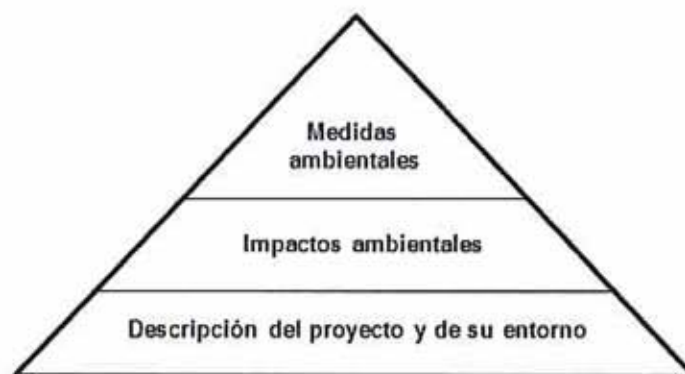 Medidas
ambientales
Impactos ambientales
Descripción del proyecto y de su entorno